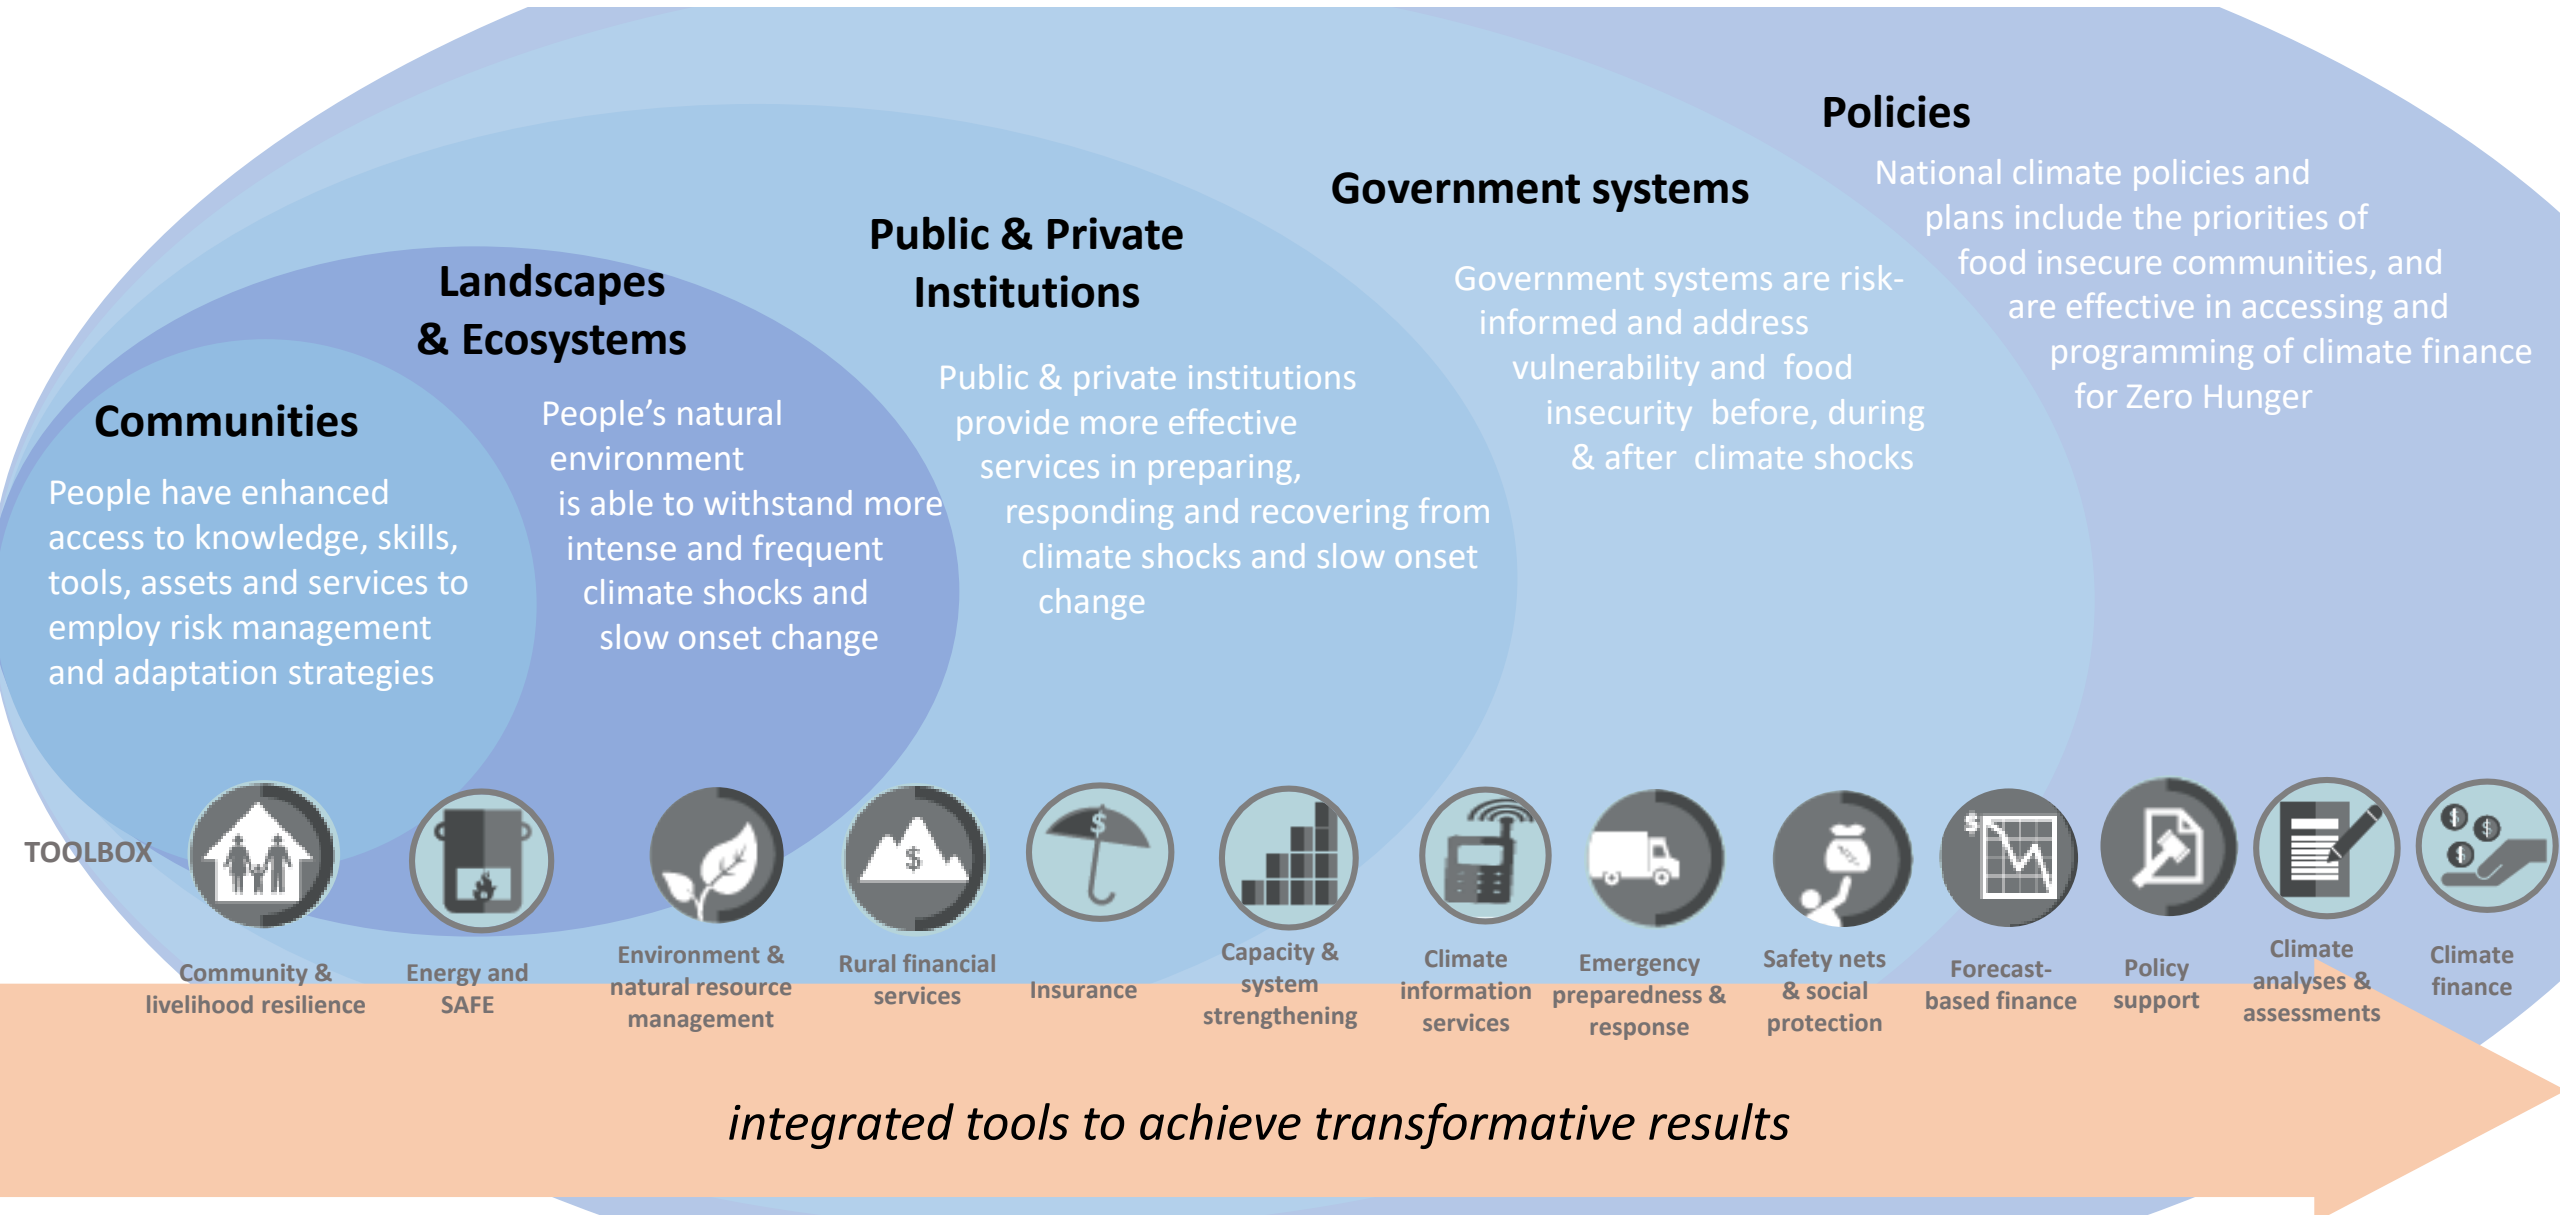 Communities
People have enhanced
access to knowledge, skills,
tools, assets and services to
employ risk management
and adaptation strategies
Landscapes
& Ecosystems
People’s natural
environment
is able to withstand more
intense and frequent
climate shocks and
slow onset change
Public & Private
Institutions
Public & private institutions
provide more effective
services in preparing,
responding and recovering from
climate shocks and slow onset
change
Government systems
Government systems are risk-
informed and address
vulnerability and food
insecurity before, during
& after climate shocks
Policies
National climate policies and
plans include the priorities of
food insecure communities, and
are effective in accessing and
programming of climate finance
for Zero Hunger
TOOLBOX
$
$
$
$
$
$
Community &
livelihood resilience
Energy and
SAFE
Environment &
natural resource
management
Rural financial
services
Insurance
Capacity &
system
strengthening
Climate
information
services
Emergency
preparedness &
response
Safety nets
& social
protection
Forecast-
based finance
Policy
support
Climate
analyses &
assessments
Climate
finance
integrated tools to achieve transformative results